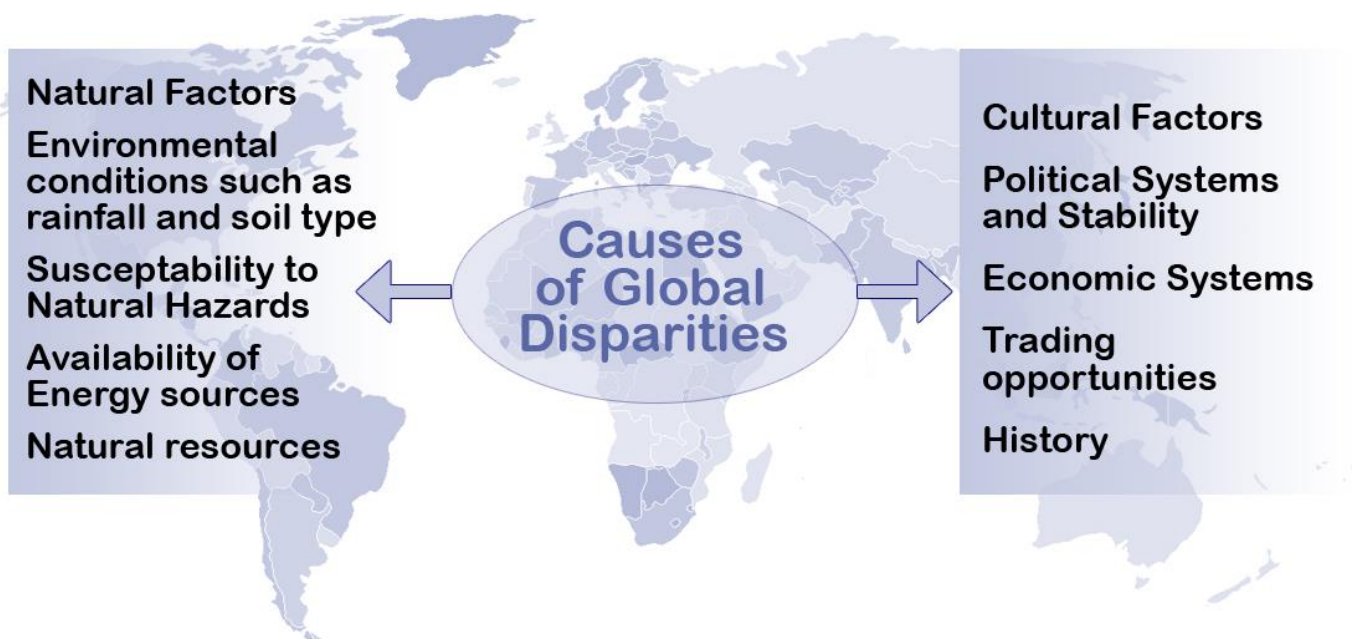 Natural Factors
Environmental
conditions such as
rainfall and soil type
Susceptability to
Natural Hazards
Availability of
Energy sources
Natural resources
Causes
of Global
Disparities
Cultural Factors
Political Systems
and Stability
Economic Systems
Trading
opportunities
History